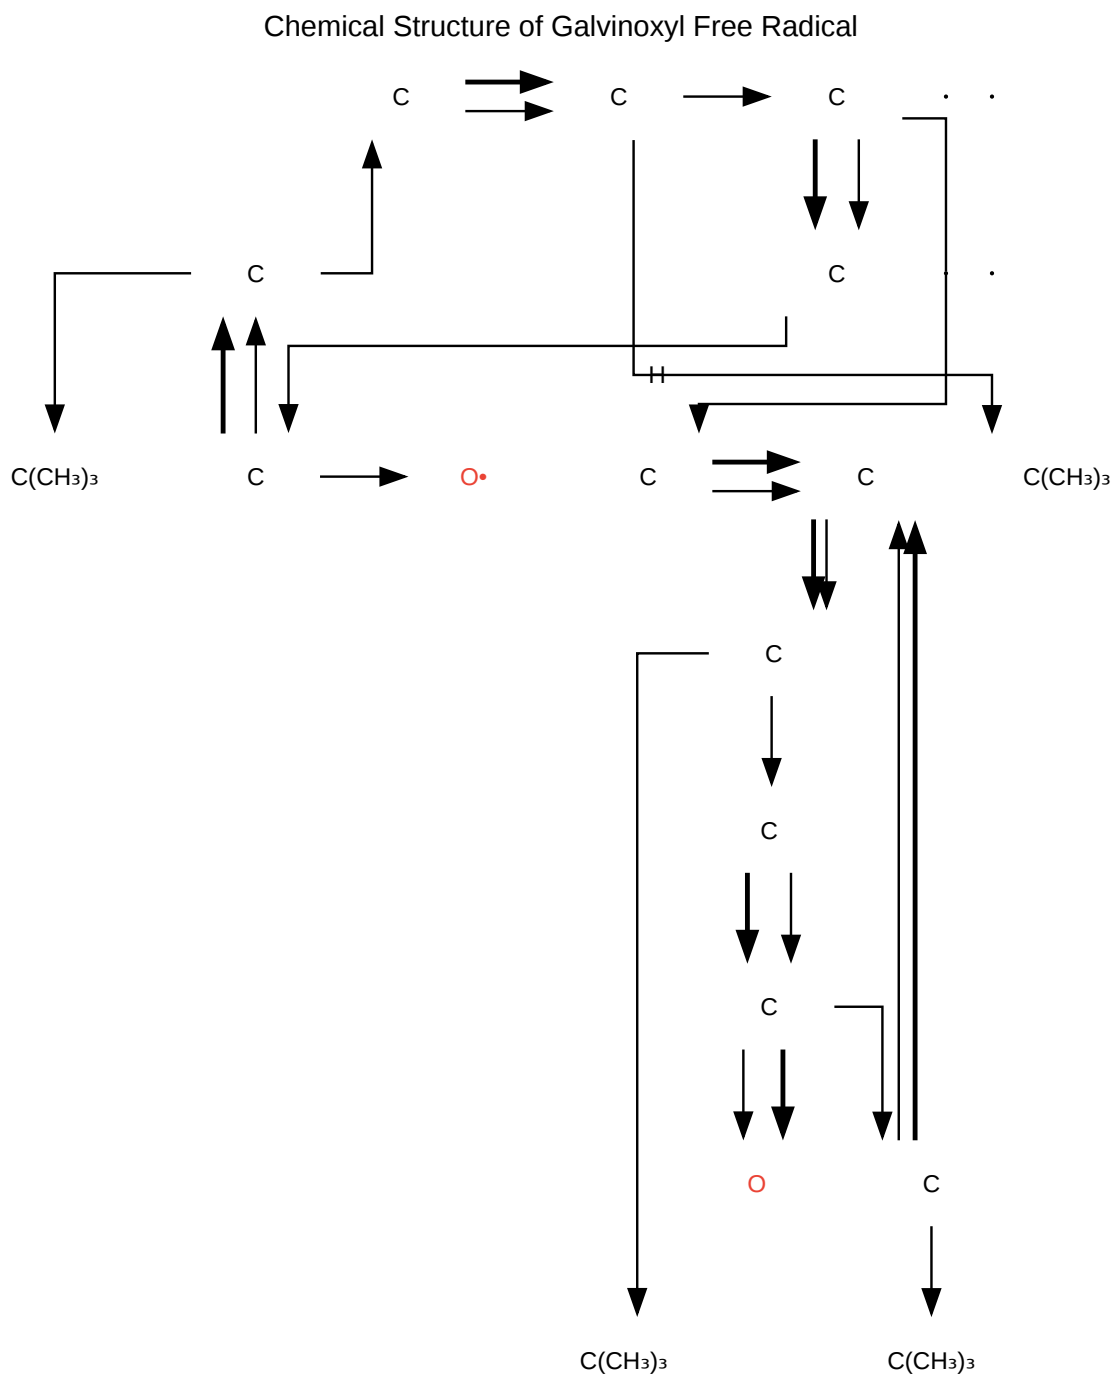 Chemical Structure of Galvinoxyl Free Radical
C C C · ·
C C · ·
C(CH₃)₃ C O• C C C(CH₃)₃
C
C
C
O C
C(CH₃)₃ C(CH₃)₃